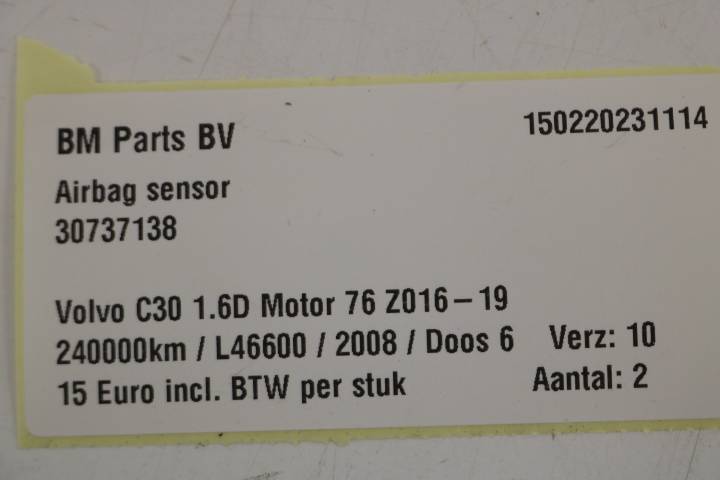 BM Parts BV 150220231114
Airbag sensor
30737138
Volvo C30 1.6D Motor 76 Z016–19
240000km / L46600 / 2008 / Doos 6 Verz: 10
15 Euro incl. BTW per stuk Aantal: 2